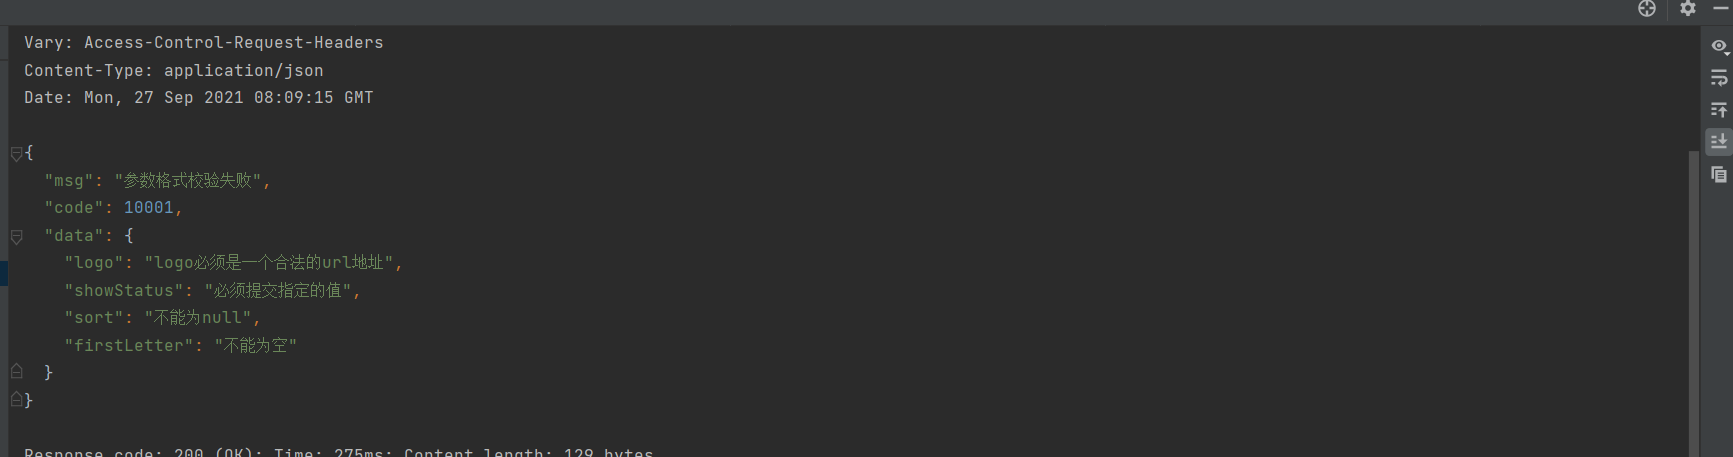 Vary: Access-Control-Request-Headers
Content-Type: application/json
Date: Mon, 27 Sep 2021 08:09:15 GMT
{
"msg": "参数格式校验失败",
"code": 10001,
"data": {
"logo": "logo必须是一个合法的url地址",
"showStatus": "必须提交指定的值",
"sort": "不能为null",
"firstLetter": "不能为空"
}
}
Response code: 200 (OK); Time: 275ms; Content length: 129 bytes